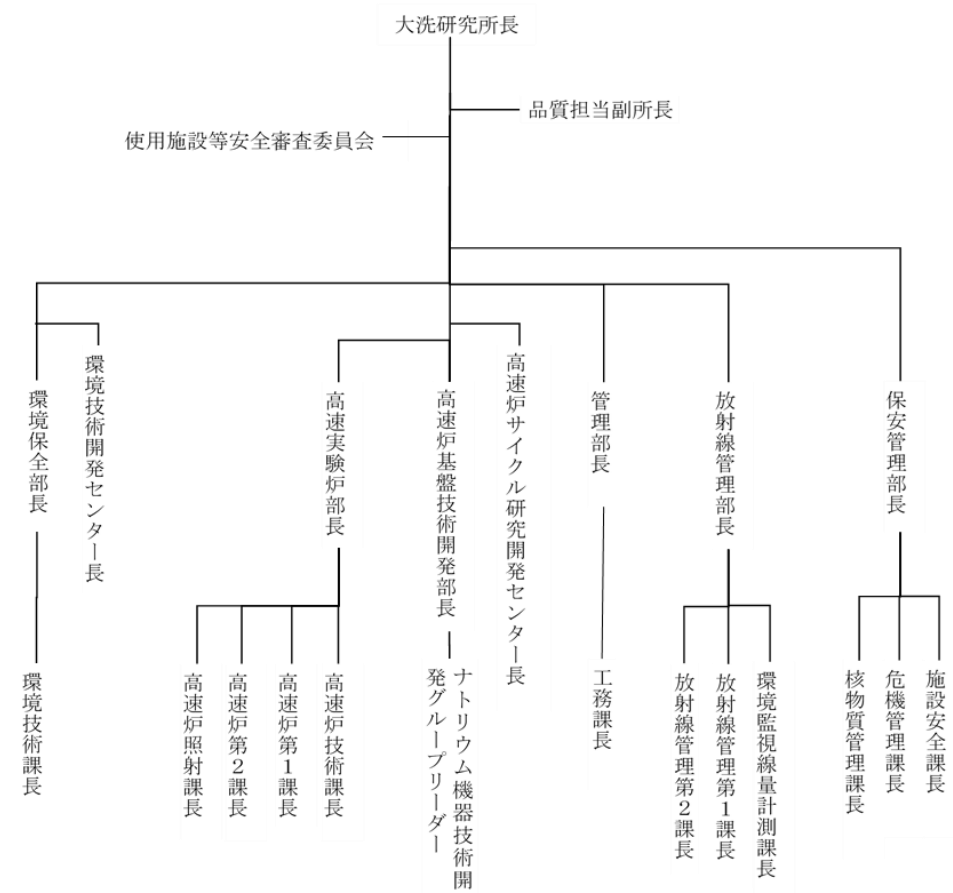 大洗研究所長
品質担当副所長
使用施設等安全審査委員会
環境保全部長
環境技術開発センター長
高速実験炉部長
高速炉基盤技術開発部長
高速炉サイクル研究開発センター長
管理部長
放射線管理部長
保安管理部長
環境技術課長
高速炉照射課長
高速炉第2課長
高速炉第1課長
高速炉技術課長
ナトリウム機器技術開
発グループリーダー
工務課長
放射線管理第2課長
放射線管理第1課長
環境監視線量計測課長
核物質管理課長
危機管理課長
施設安全課長